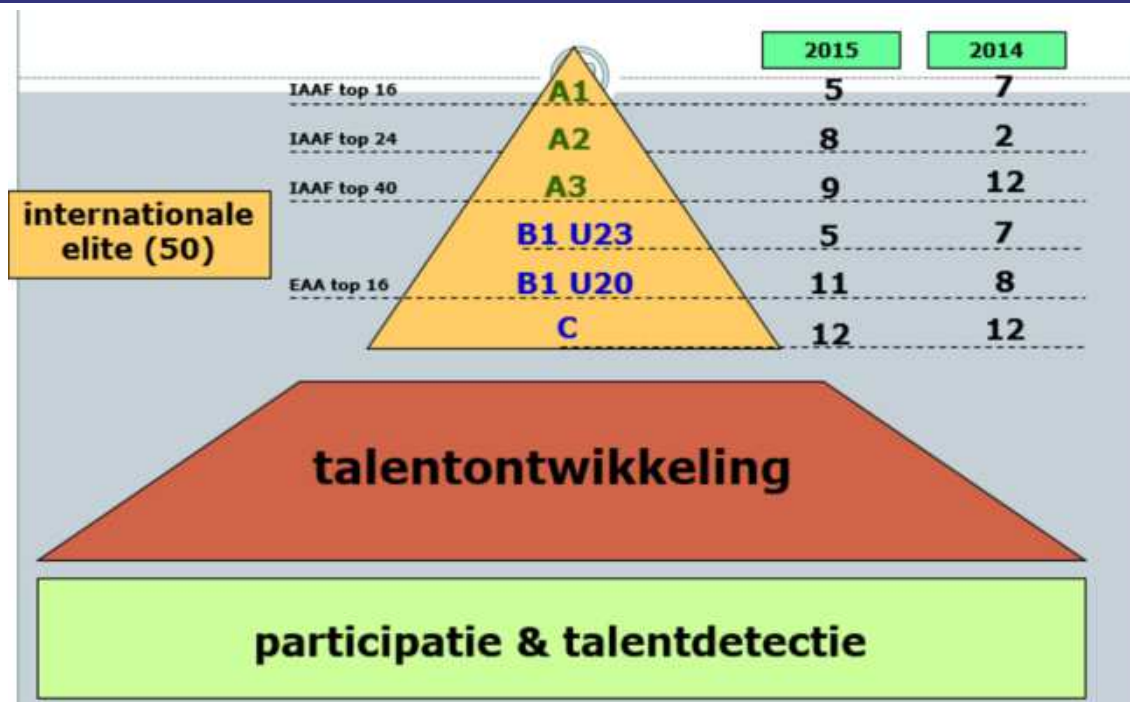 2015 2014
IAAF top 16 A1 5 7
IAAF top 24 A2 8 2
IAAF top 40 A3 9 12
internationale
elite (50)
B1 U23 5 7
EAA top 16 B1 U20 11 8
C 12 12
talentontwikkeling
participatie & talentdetectie